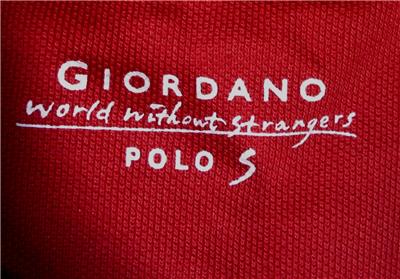 GIORDANO
world without strangers
POLO S